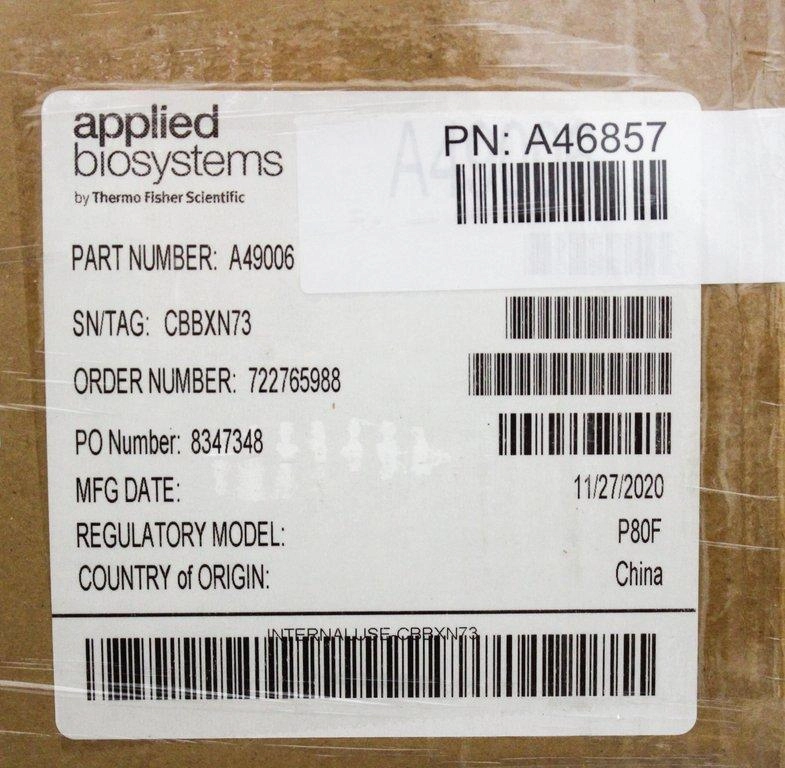 applied
biosystems
by Thermo Fisher Scientific
PN: A46857
PART NUMBER: A49006
SN/TAG: CBBXN73
ORDER NUMBER: 722765988
PO Number: 8347348
MFG DATE: 11/27/2020
REGULATORY MODEL: P80F
COUNTRY of ORIGIN: China
INTERNALUSE-CBBXN73